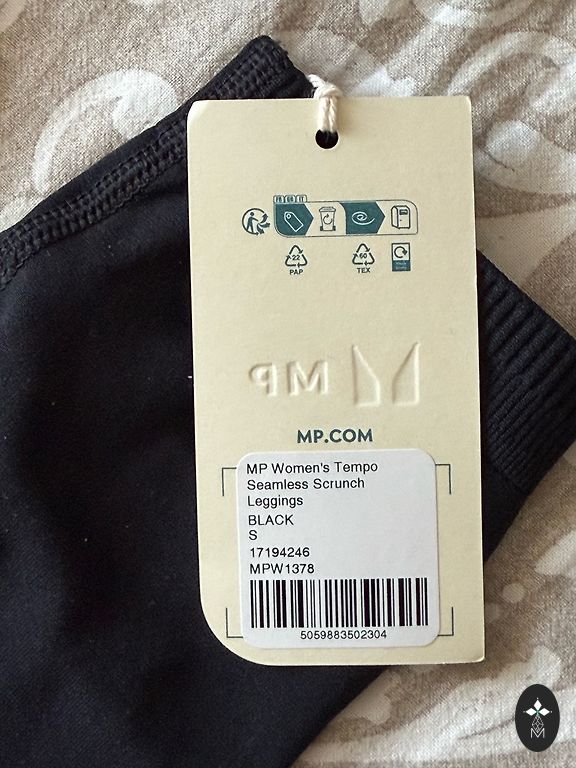 22
PAP
60
TEX
MP
MP.COM
MP Women's Tempo
Seamless Scrunch
Leggings
BLACK
S
17194246
MPW1378
5059883502304